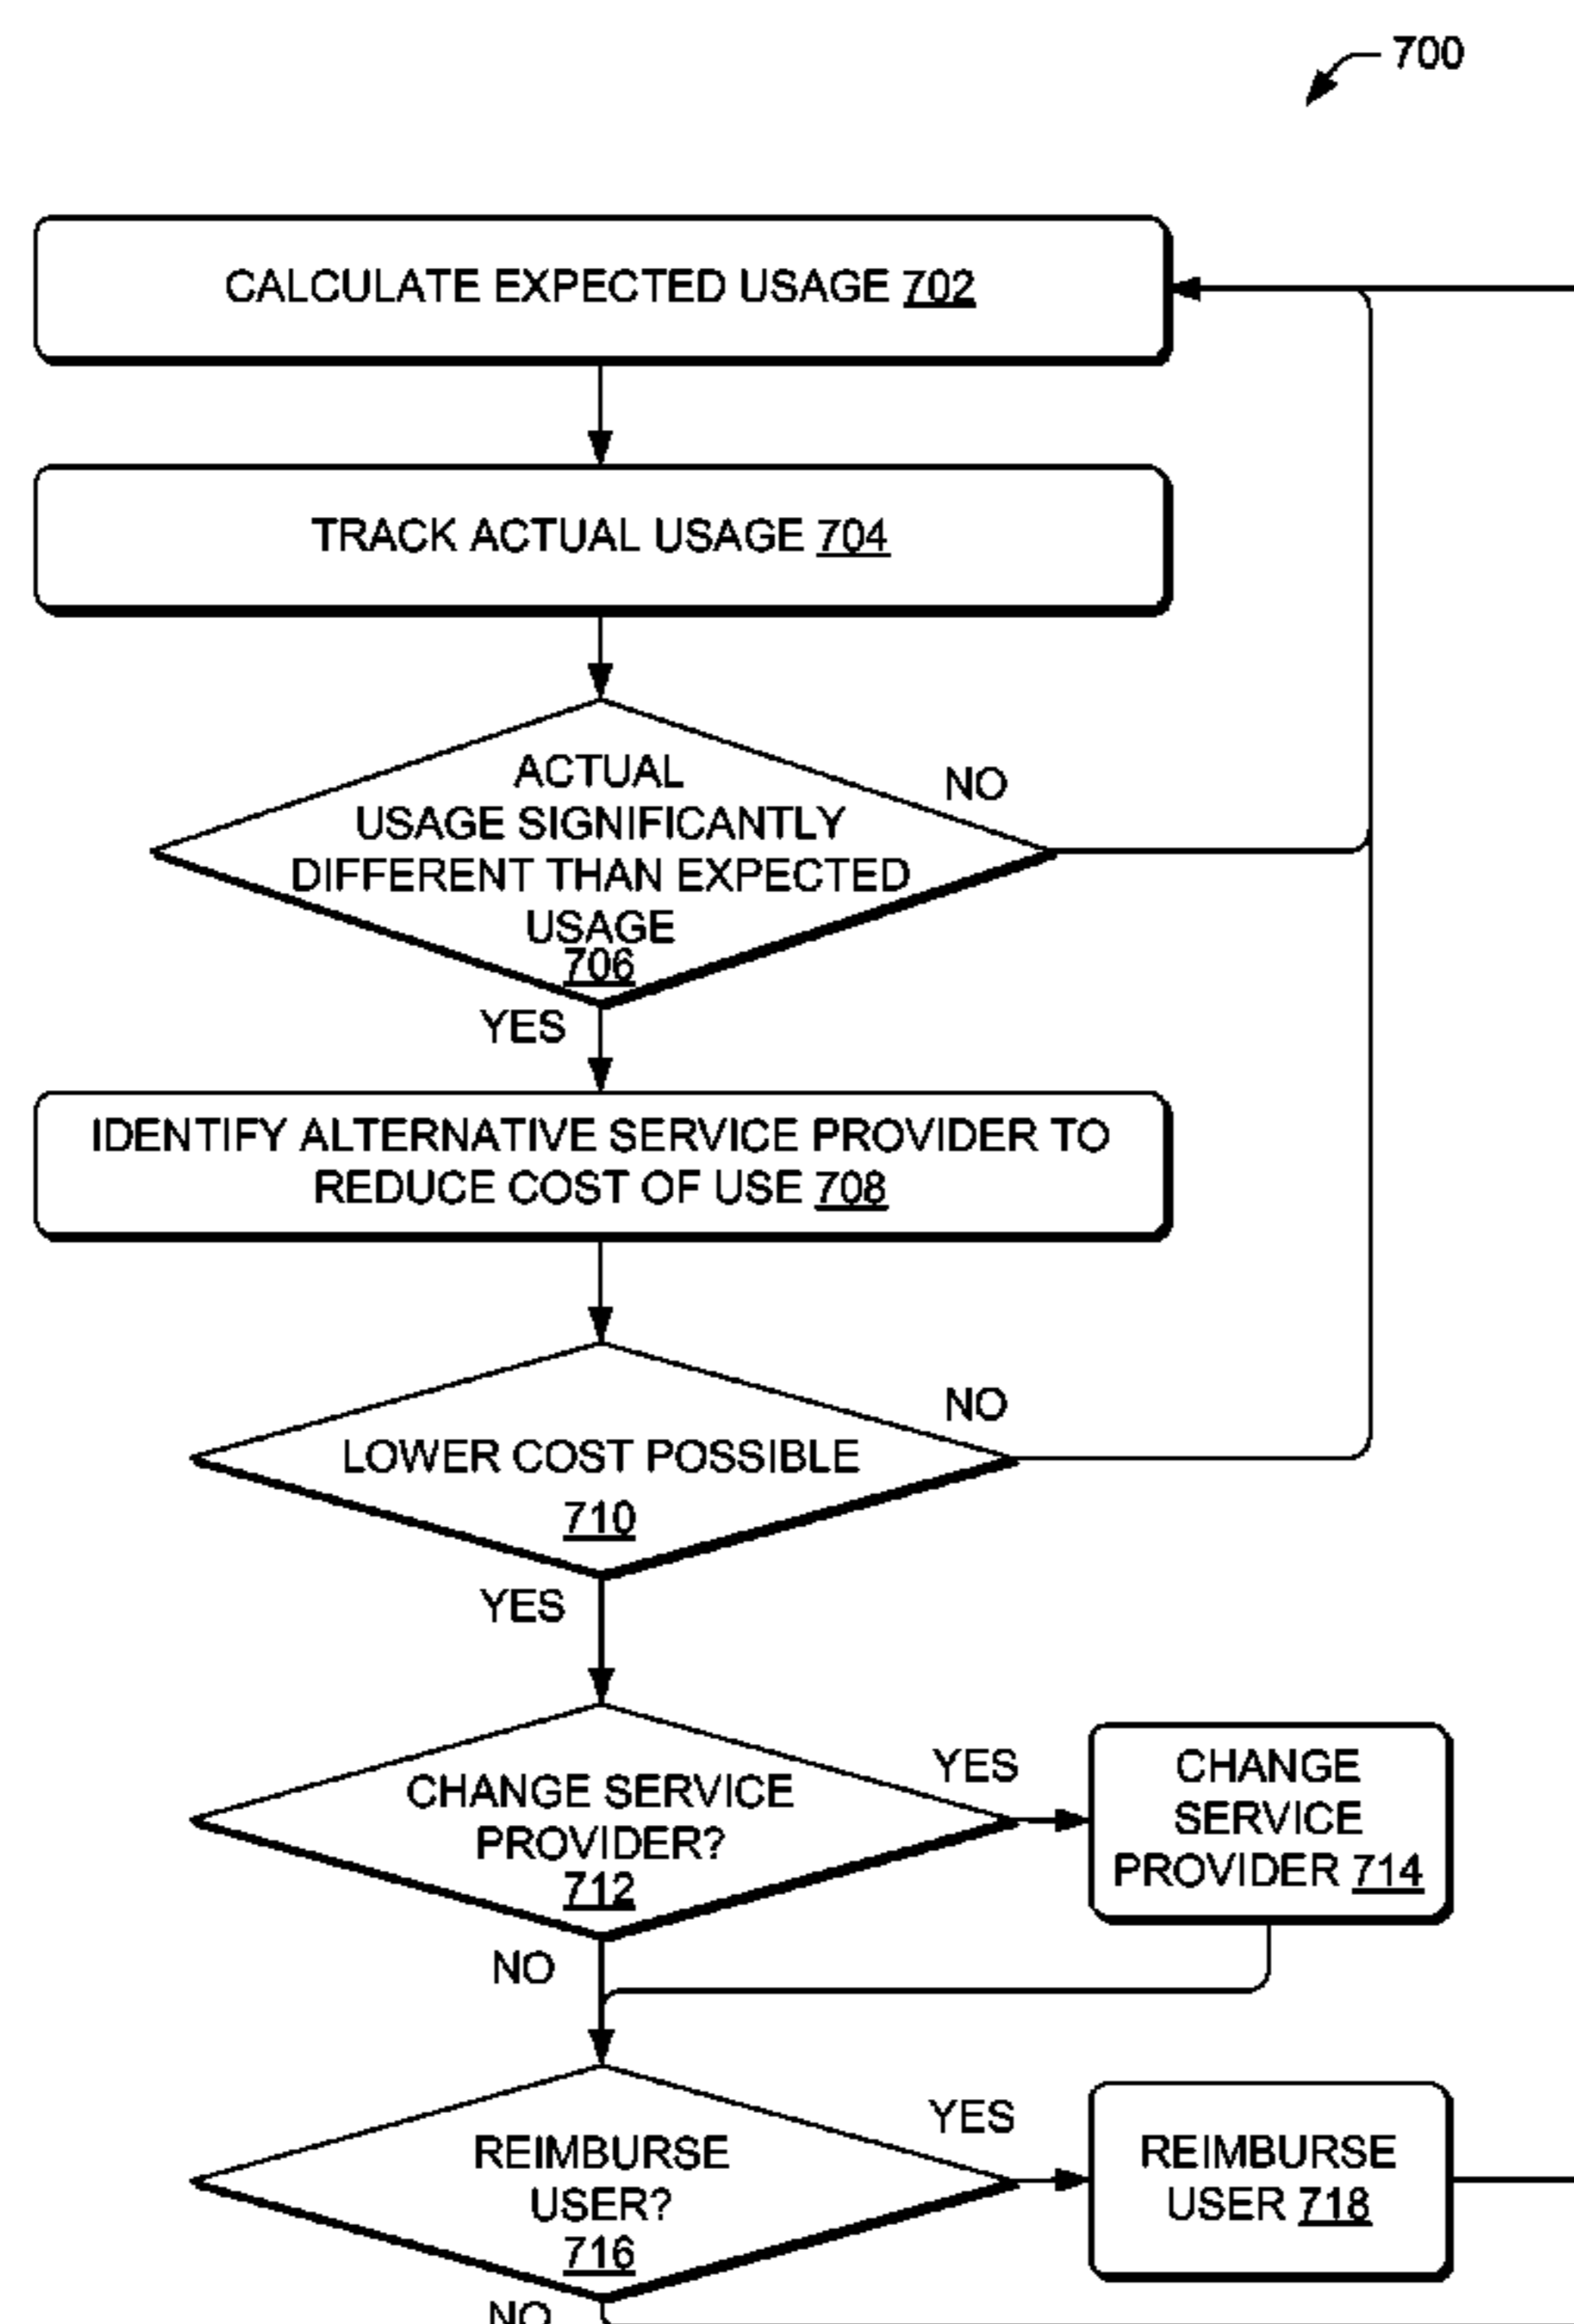 700
CALCULATE EXPECTED USAGE 702
TRACK ACTUAL USAGE 704
ACTUAL
USAGE SIGNIFICANTLY
DIFFERENT THAN EXPECTED
USAGE
706
NO
YES
IDENTIFY ALTERNATIVE SERVICE PROVIDER TO
REDUCE COST OF USE 708
LOWER COST POSSIBLE
710
NO
YES
CHANGE SERVICE
PROVIDER?
712
YES
CHANGE
SERVICE
PROVIDER 714
NO
REIMBURSE
USER?
716
YES
REIMBURSE
USER 718
NO